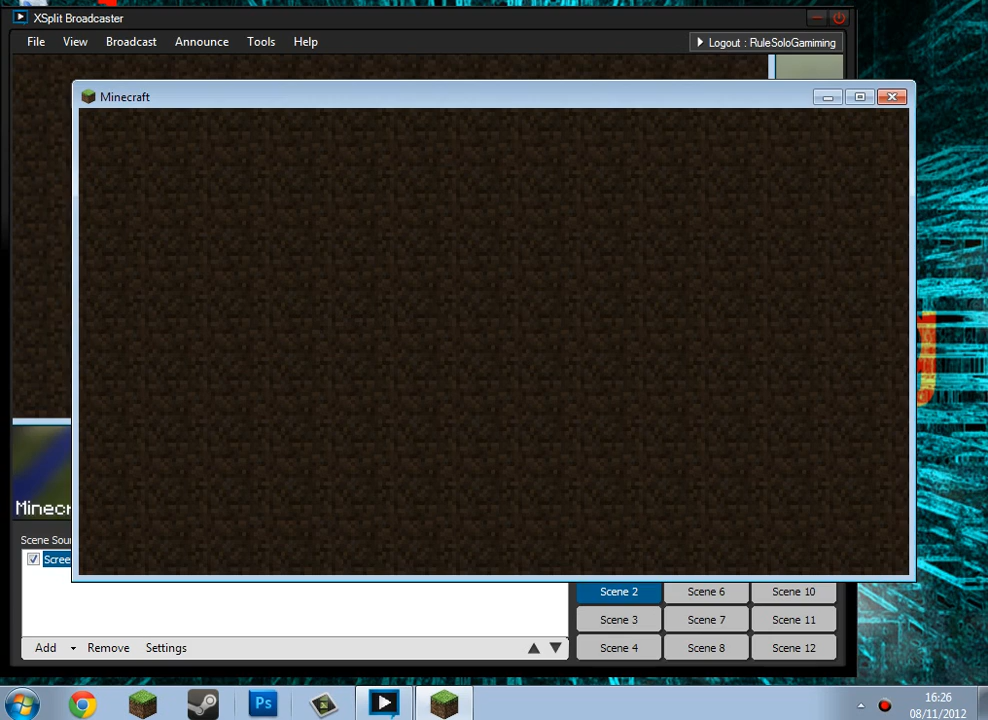 XSplit Broadcaster
File View Broadcast Announce Tools Help
Logout : RuleSoloGamiming
Minecraft
Minecr
Scene Sour
Scree
Scene 2 Scene 6 Scene 10
Scene 3 Scene 7 Scene 11
Scene 4 Scene 8 Scene 12
Add Remove Settings
Ps
16:26
08/11/2012